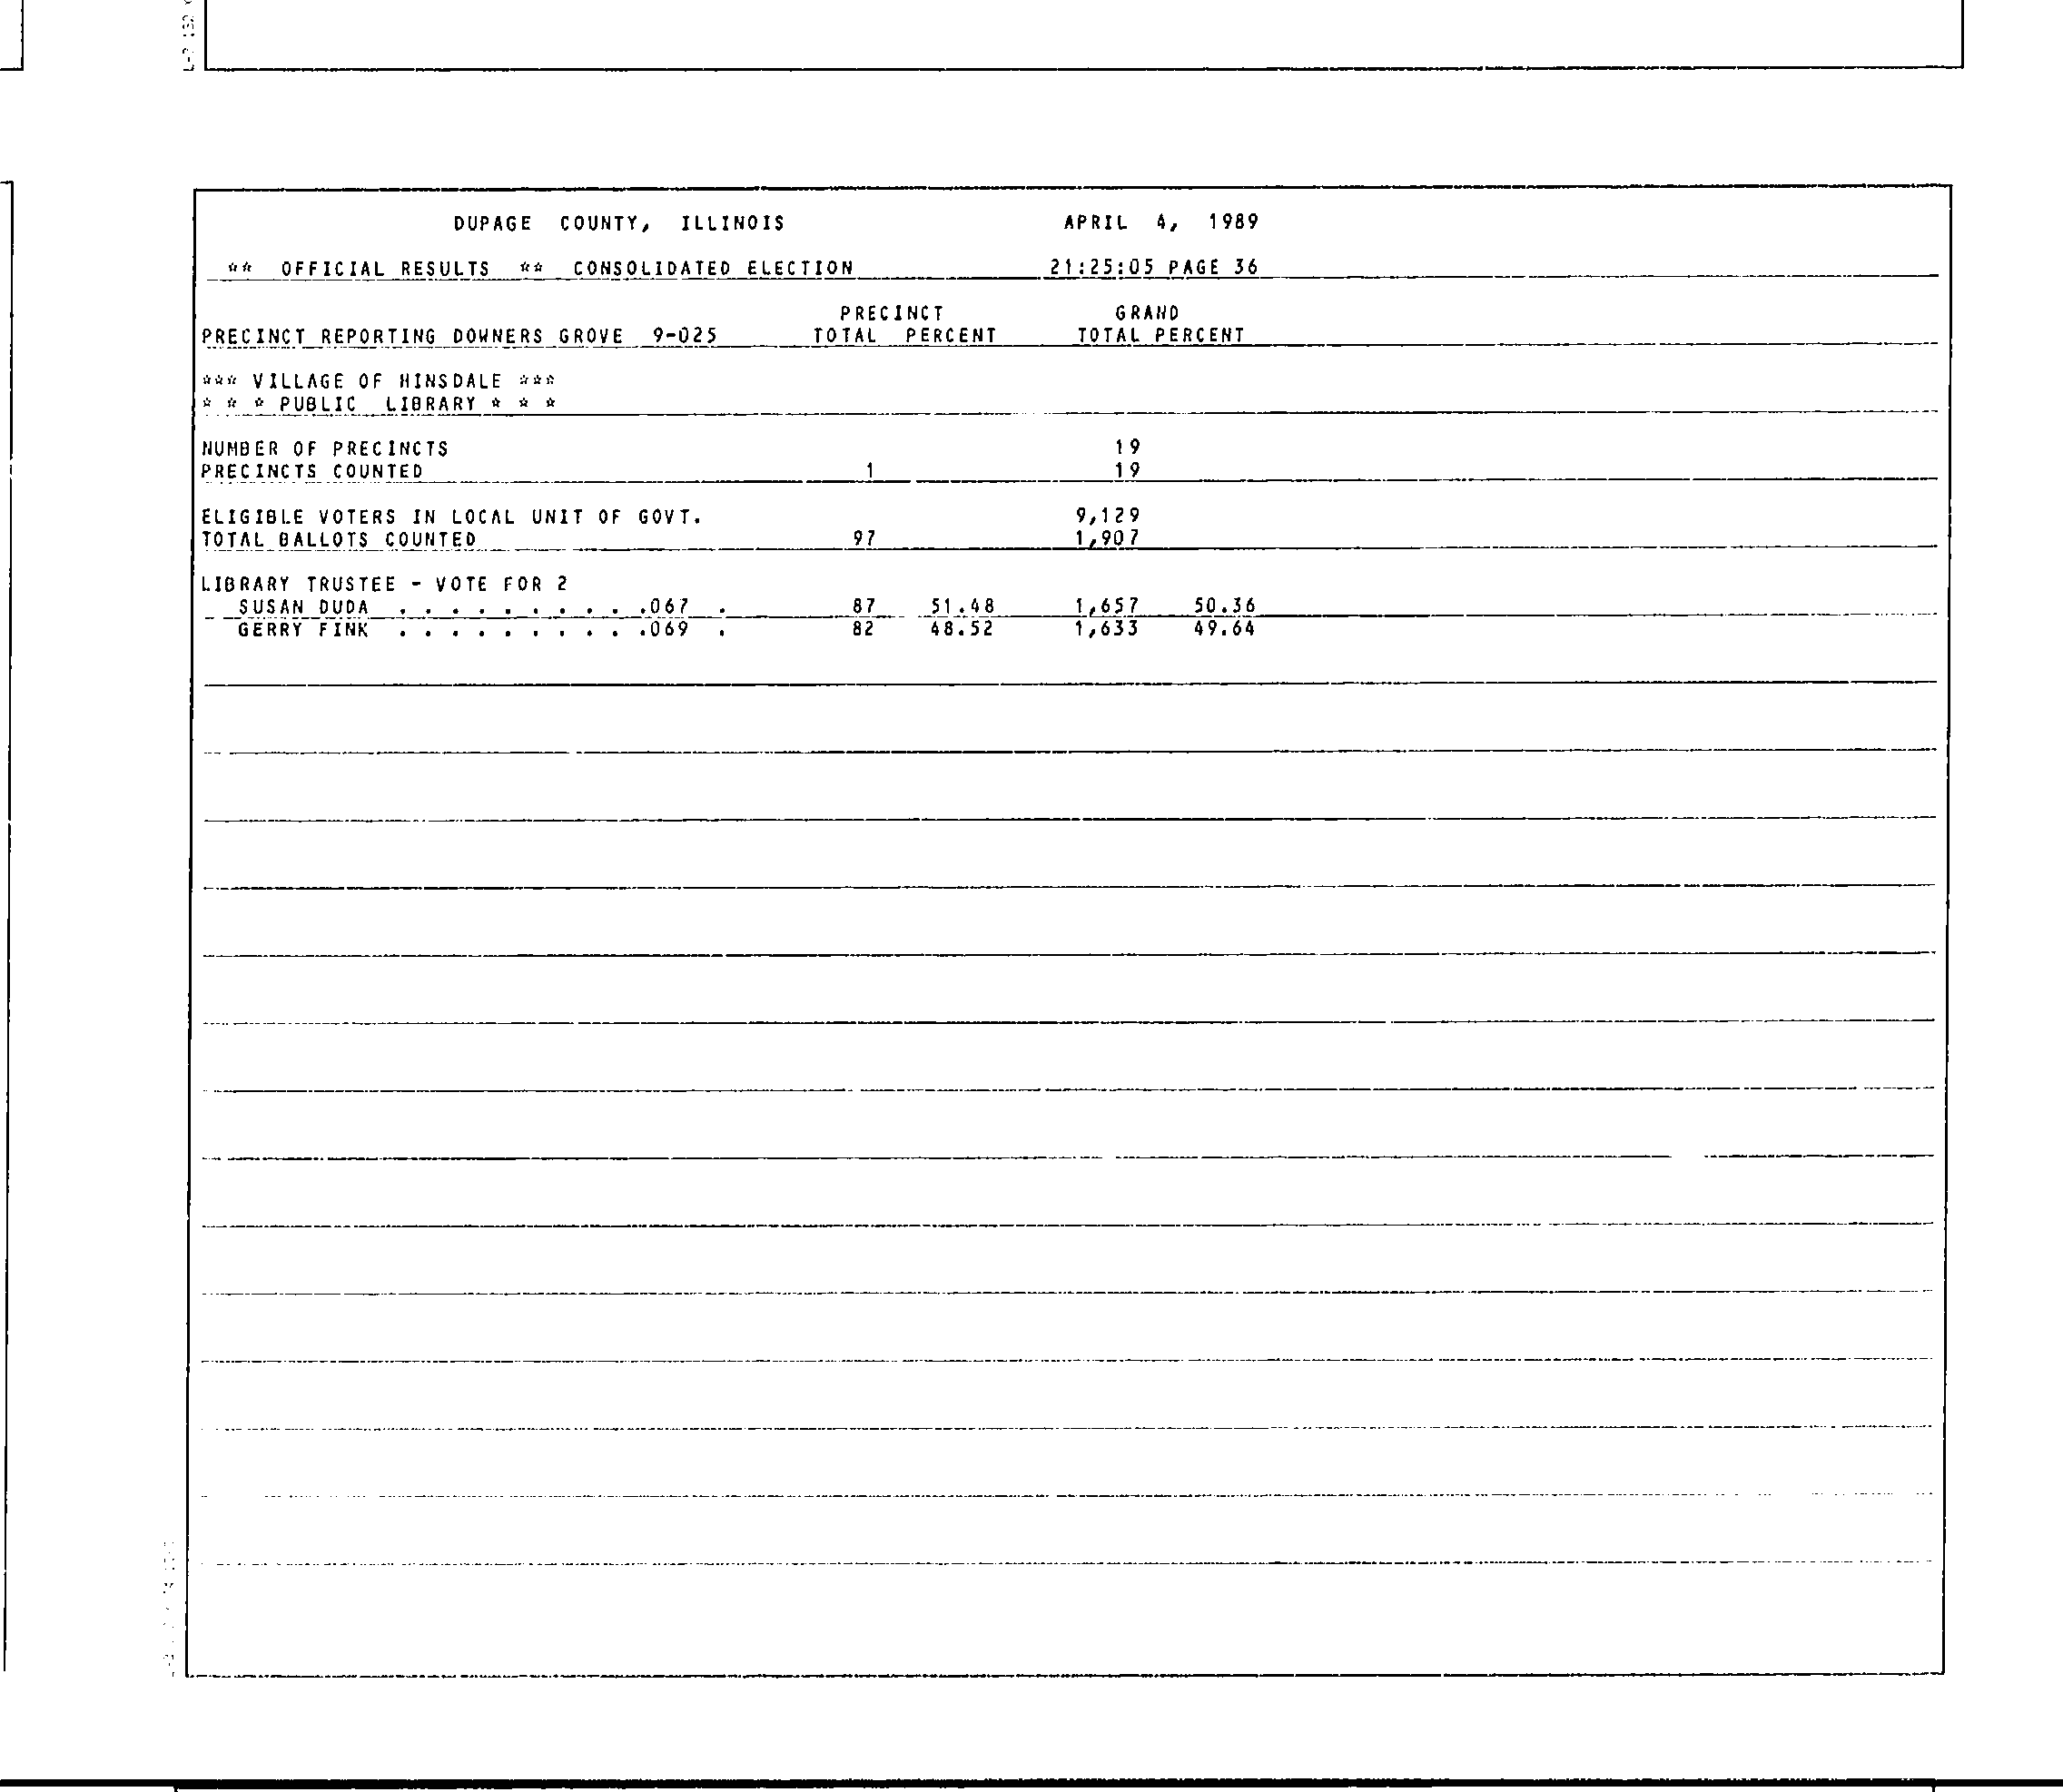 DUPAGE COUNTY, ILLINOIS APRIL 4, 1989
** OFFICIAL RESULTS ** CONSOLIDATED ELECTION 21:25:05 PAGE 36
PRECINCT GRAND
PRECINCT REPORTING DOWNERS GROVE 9-025 TOTAL PERCENT TOTAL PERCENT
*** VILLAGE OF HINSDALE ***
* * * PUBLIC LIBRARY * * *
NUMBER OF PRECINCTS 19
PRECINCTS COUNTED 1 19
ELIGIBLE VOTERS IN LOCAL UNIT OF GOVT. 9,129
TOTAL BALLOTS COUNTED 97 1,907
LIBRARY TRUSTEE - VOTE FOR 2
SUSAN DUDA . . . . . . . . . .067 . 87 51.48 1,657 50.36
GERRY FINK . . . . . . . . . .069 . 82 48.52 1,633 49.64